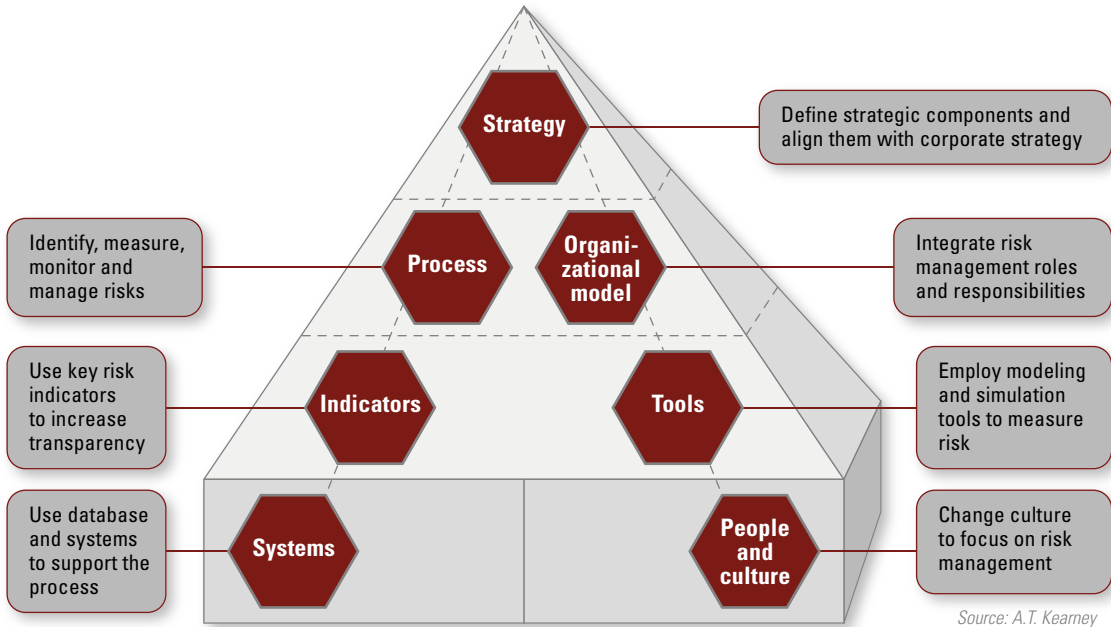 Strategy
Define strategic components and
align them with corporate strategy
Identify, measure,
monitor and
manage risks
Process
Organi-
zational
model
Integrate risk
management roles
and responsibilities
Use key risk
indicators
to increase
transparency
Indicators
Tools
Employ modeling
and simulation
tools to measure
risk
Use database
and systems
to support the
process
Systems
People
and
culture
Change culture
to focus on risk
management
Source: A.T. Kearney